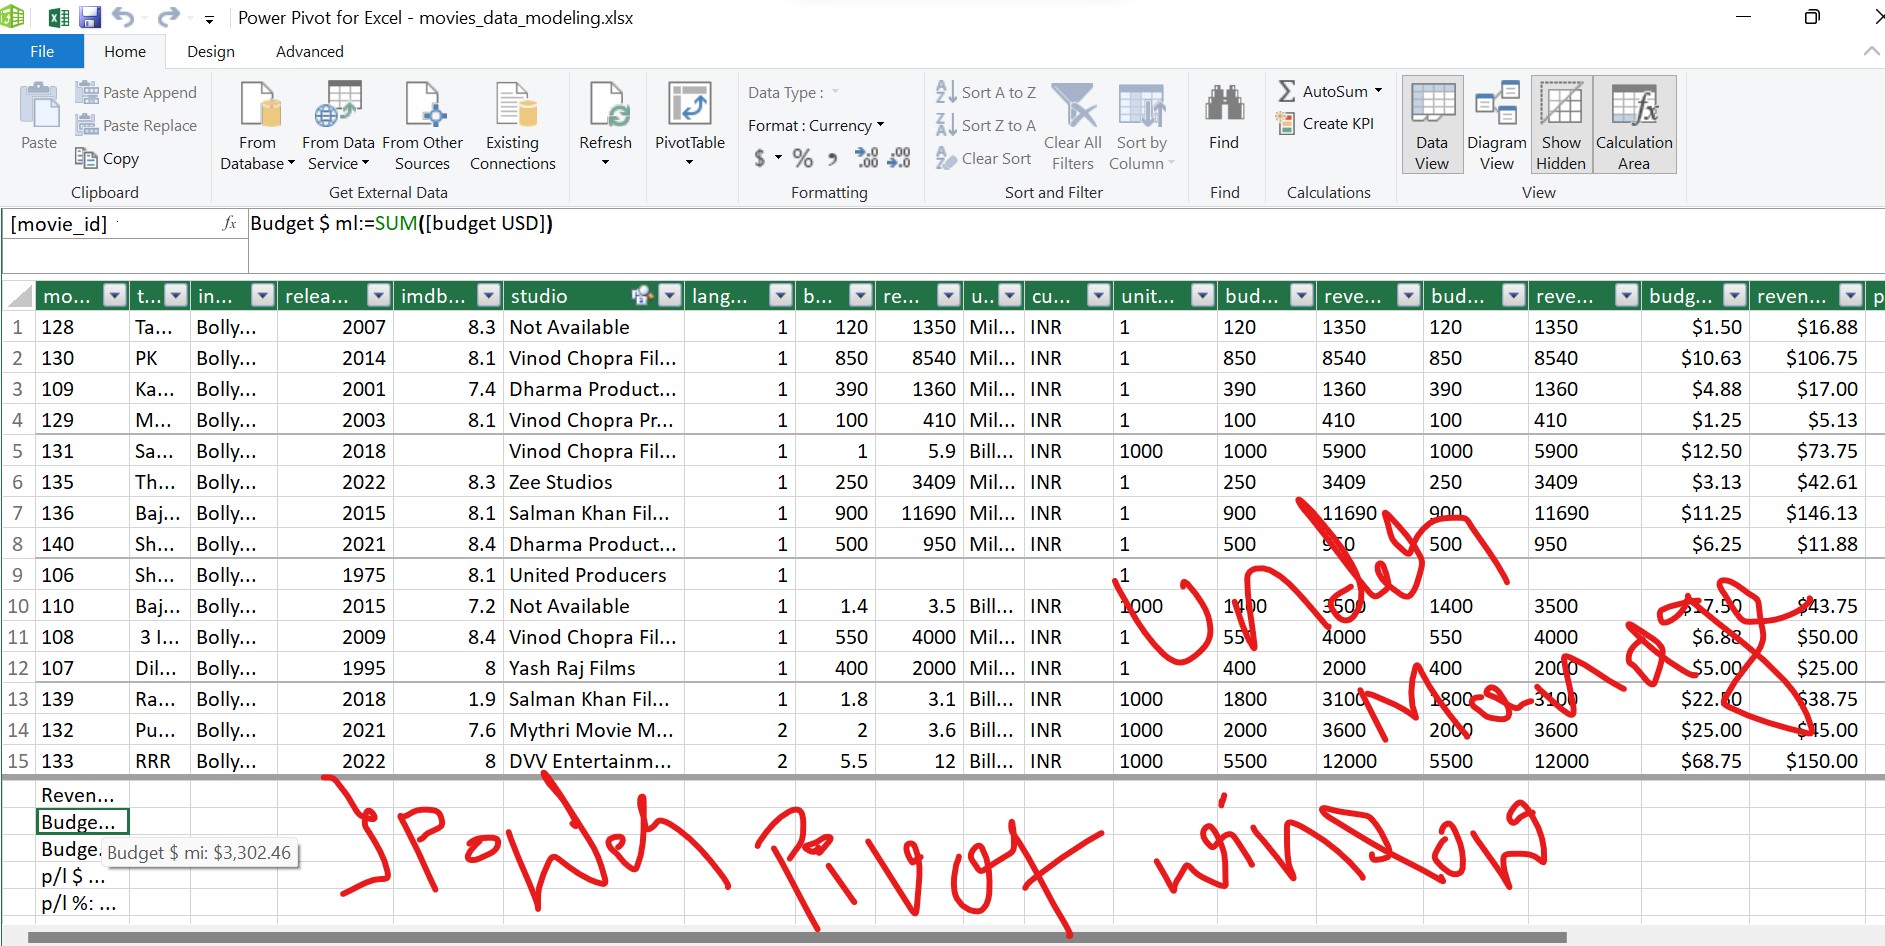 Power Pivot for Excel - movies_data_modeling.xlsx
File Home Design Advanced
Paste Paste Append Paste Replace Copy
Clipboard
From Database From Data Service From Other Sources Existing Connections
Get External Data
Refresh
PivotTable
Data Type :
Format : Currency
$ % , .00 .00
Formatting
Sort A to Z
Sort Z to A
Clear Sort
Clear All Filters Sort by Column
Sort and Filter
Find
Find
AutoSum
Create KPI
Calculations
Data View Diagram View Show Hidden Calculation Area
View
[movie_id] fx Budget $ ml:=SUM([budget USD])
mo... t... in... relea... imdb... studio lang... b... re... u.. cu... unit... bud... reve... bud... reve... budg... reven... p
1 128 Ta... Bolly... 2007 8.3 Not Available 1 120 1350 Mil... INR 1 120 1350 120 1350 $1.50 $16.88
2 130 PK Bolly... 2014 8.1 Vinod Chopra Fil... 1 850 8540 Mil... INR 1 850 8540 850 8540 $10.63 $106.75
3 109 Ka... Bolly... 2001 7.4 Dharma Product... 1 390 1360 Mil... INR 1 390 1360 390 1360 $4.88 $17.00
4 129 M... Bolly... 2003 8.1 Vinod Chopra Pr... 1 100 410 Mil... INR 1 100 410 100 410 $1.25 $5.13
5 131 Sa... Bolly... 2018 Vinod Chopra Fil... 1 1 5.9 Bill... INR 1000 1000 5900 1000 5900 $12.50 $73.75
6 135 Th... Bolly... 2022 8.3 Zee Studios 1 250 3409 Mil... INR 1 250 3409 250 3409 $3.13 $42.61
7 136 Baj... Bolly... 2015 8.1 Salman Khan Fil... 1 900 11690 Mil... INR 1 900 11690 900 11690 $11.25 $146.13
8 140 Sh... Bolly... 2021 8.4 Dharma Product... 1 500 950 Mil... INR 1 500 950 500 950 $6.25 $11.88
9 106 Sh... Bolly... 1975 8.1 United Producers 1 1
10 110 Baj... Bolly... 2015 7.2 Not Available 1 1.4 3.5 Bill... INR 1000 1400 3500 1400 3500 $17.50 $43.75
11 108 3 I... Bolly... 2009 8.4 Vinod Chopra Fil... 1 550 4000 Mil... INR 1 550 4000 550 4000 $6.88 $50.00
12 107 Dil... Bolly... 1995 8 Yash Raj Films 1 400 2000 Mil... INR 1 400 2000 400 2000 $5.00 $25.00
13 139 Ra... Bolly... 2018 1.9 Salman Khan Fil... 1 1.8 3.1 Bill... INR 1000 1800 3100 1800 3100 $22.50 $38.75
14 132 Pu... Bolly... 2021 7.6 Mythri Movie M... 2 2 3.6 Bill... INR 1000 2000 3600 2000 3600 $25.00 $45.00
15 133 RRR Bolly... 2022 8 DVV Entertainm... 2 5.5 12 Bill... INR 1000 5500 12000 5500 12000 $68.75 $150.00
Under
Manage
Reven...
Budge...
Budge.
Budget $ mi: $3,302.46
p/l $ ...
p/l %: ...
Power Pivot window